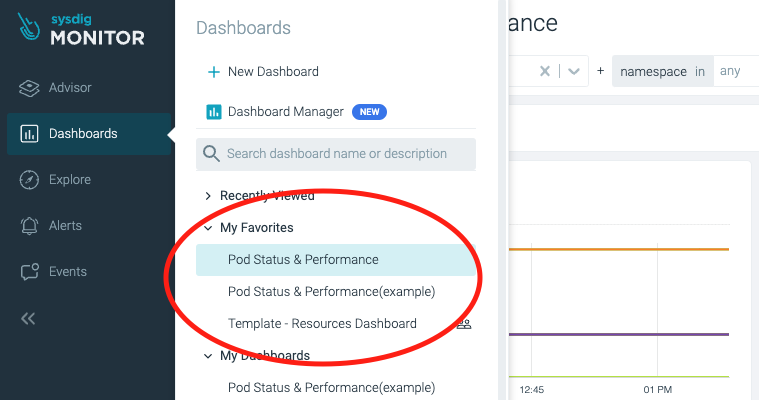 sysdig
MONITOR
Advisor
Dashboards
Explore
Alerts
Events
Dashboards
New Dashboard
Dashboard Manager NEW
Search dashboard name or description
Recently Viewed
My Favorites
Pod Status & Performance
Pod Status & Performance(example)
Template - Resources Dashboard
My Dashboards
Pod Status & Performance(example)
ance
+ namespace in any
12:45 01 PM